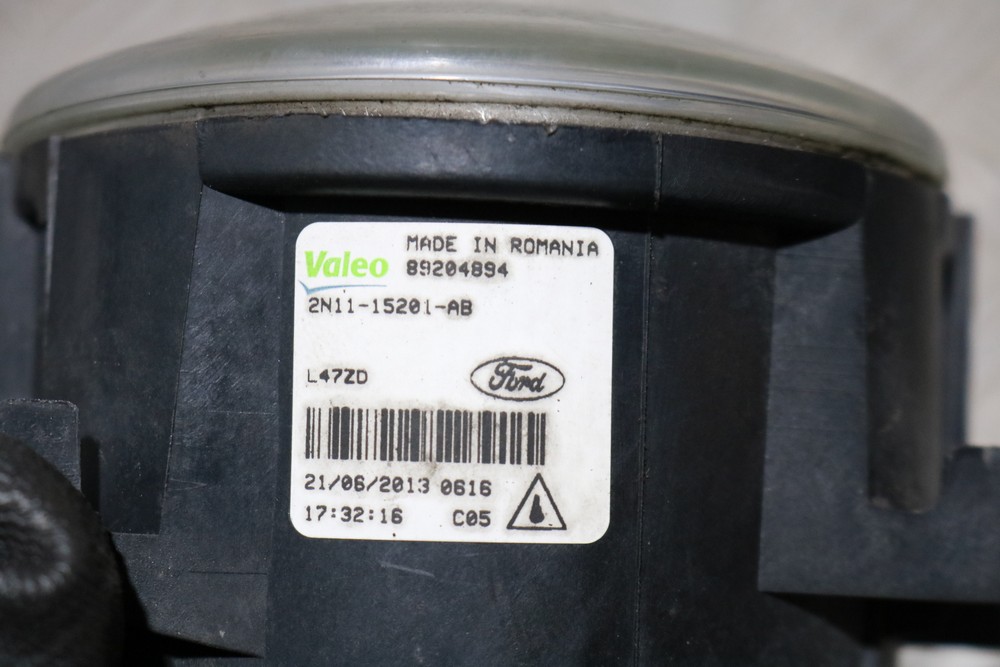 MADE IN ROMANIA
Valeo 89204894
2N11-15201-AB
L47ZD
Ford
21/06/2013 0616
17:32:16 C05